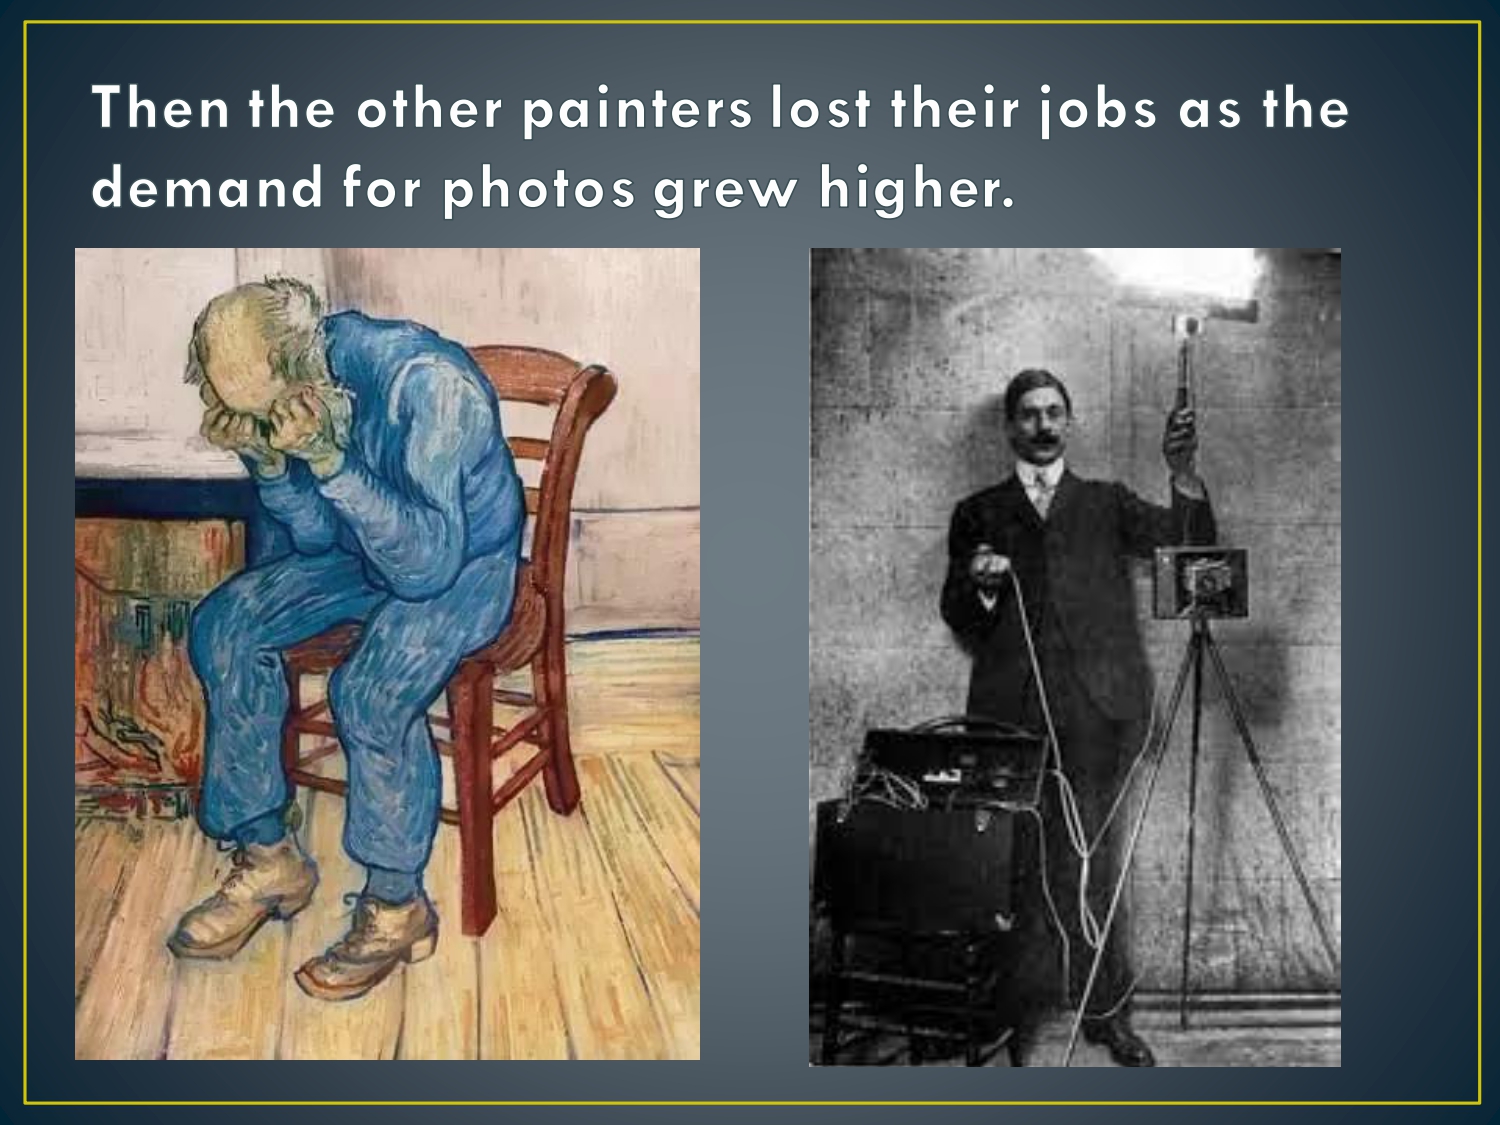 Then the other painters lost their jobs as the
demand for photos grew higher.